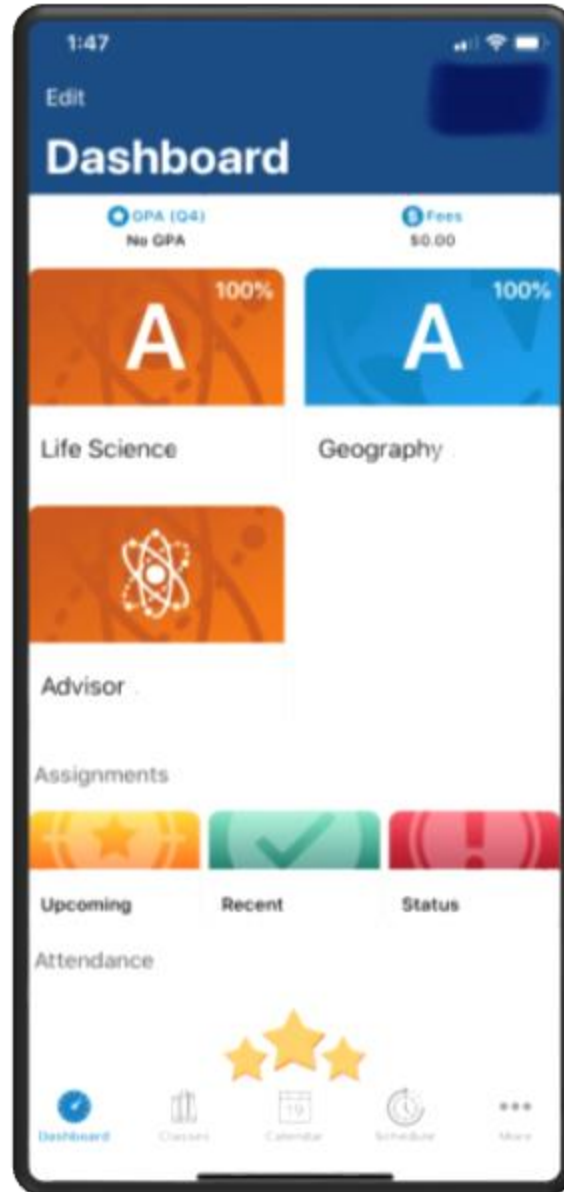 1:47
Edit
Dashboard
GPA (Q4) Fees
No GPA $0.00
100% 100%
A A
Life Science Geography
Advisor
Assignments
Upcoming Recent Status
Attendance
19
Dashboard Classes Calendar Schedule More